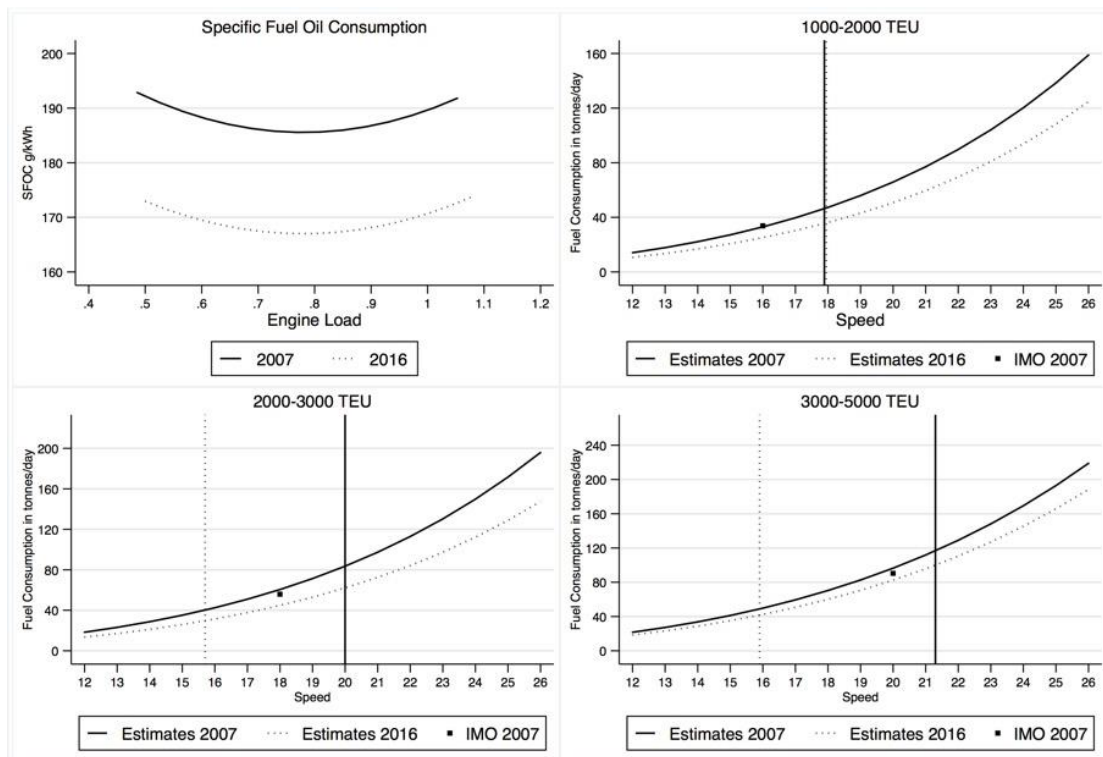 Specific Fuel Oil Consumption
SFOC g/kWh
200
190
180
170
160
.4 .5 .6 .7 .8 .9 1 1.1 1.2
Engine Load
2007 2016
1000-2000 TEU
Fuel Consumption in tonnes/day
160
120
80
40
0
12 13 14 15 16 17 18 19 20 21 22 23 24 25 26
Speed
Estimates 2007 Estimates 2016 IMO 2007
2000-3000 TEU
Fuel Consumption in tonnes/day
200
160
120
80
40
0
12 13 14 15 16 17 18 19 20 21 22 23 24 25 26
Speed
Estimates 2007 Estimates 2016 IMO 2007
3000-5000 TEU
Fuel Consumption in tonnes/day
240
200
160
120
80
40
0
12 13 14 15 16 17 18 19 20 21 22 23 24 25 26
Speed
Estimates 2007 Estimates 2016 IMO 2007